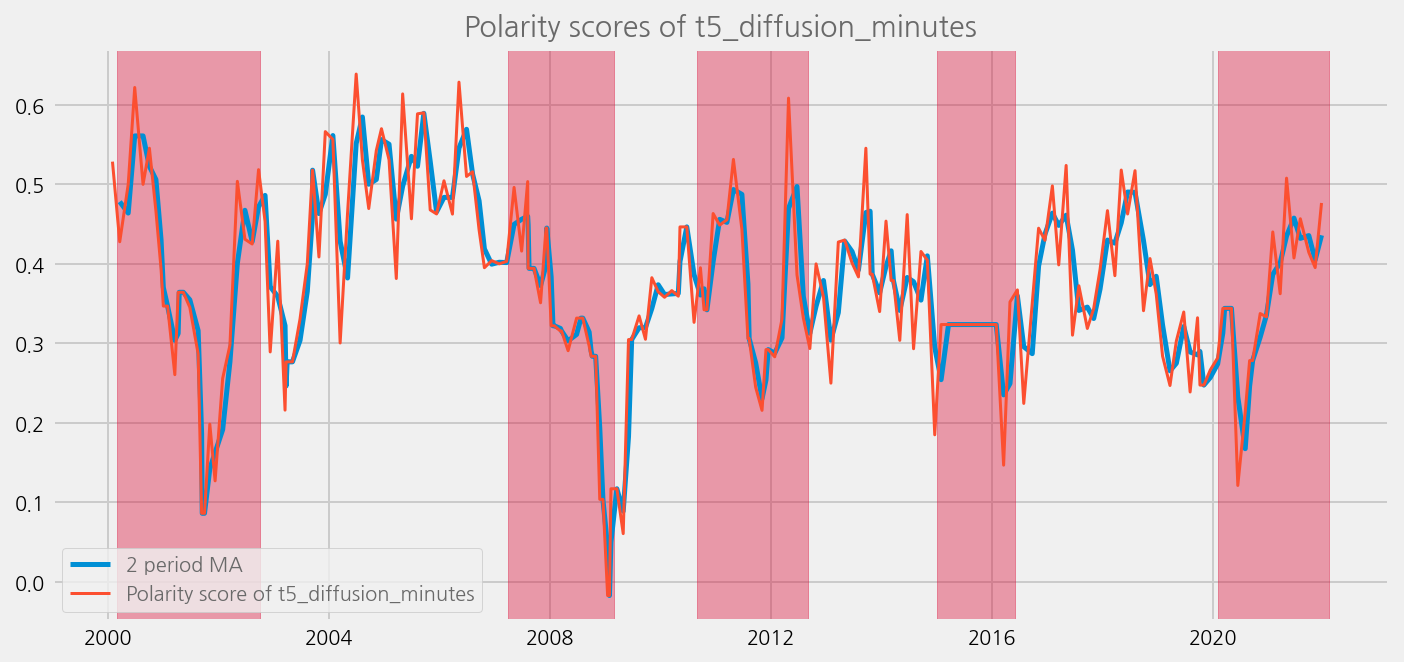 Polarity scores of t5_diffusion_minutes
0.6
0.5
0.4
0.3
0.2
0.1
0.0
2 period MA
Polarity score of t5_diffusion_minutes
2000 2004 2008 2012 2016 2020